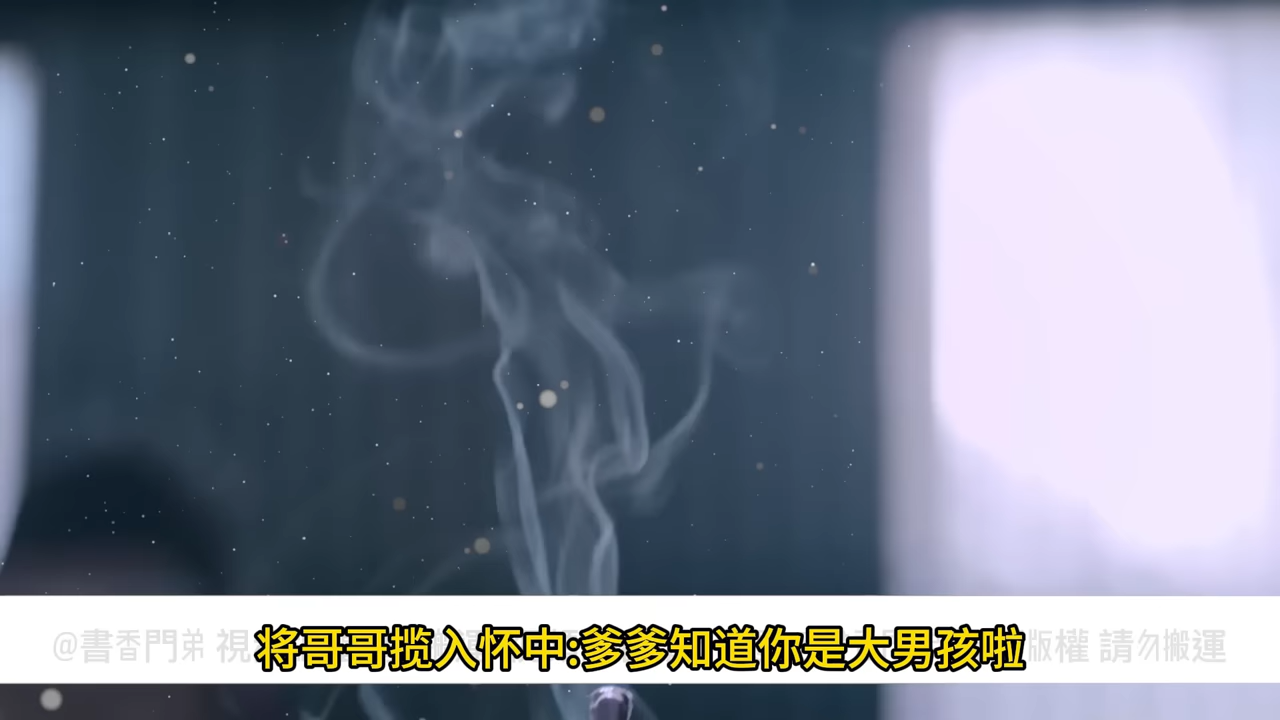 @書香門弟 視
将哥哥揽入怀中:爹爹知道你是大男孩啦
版權 請勿搬運